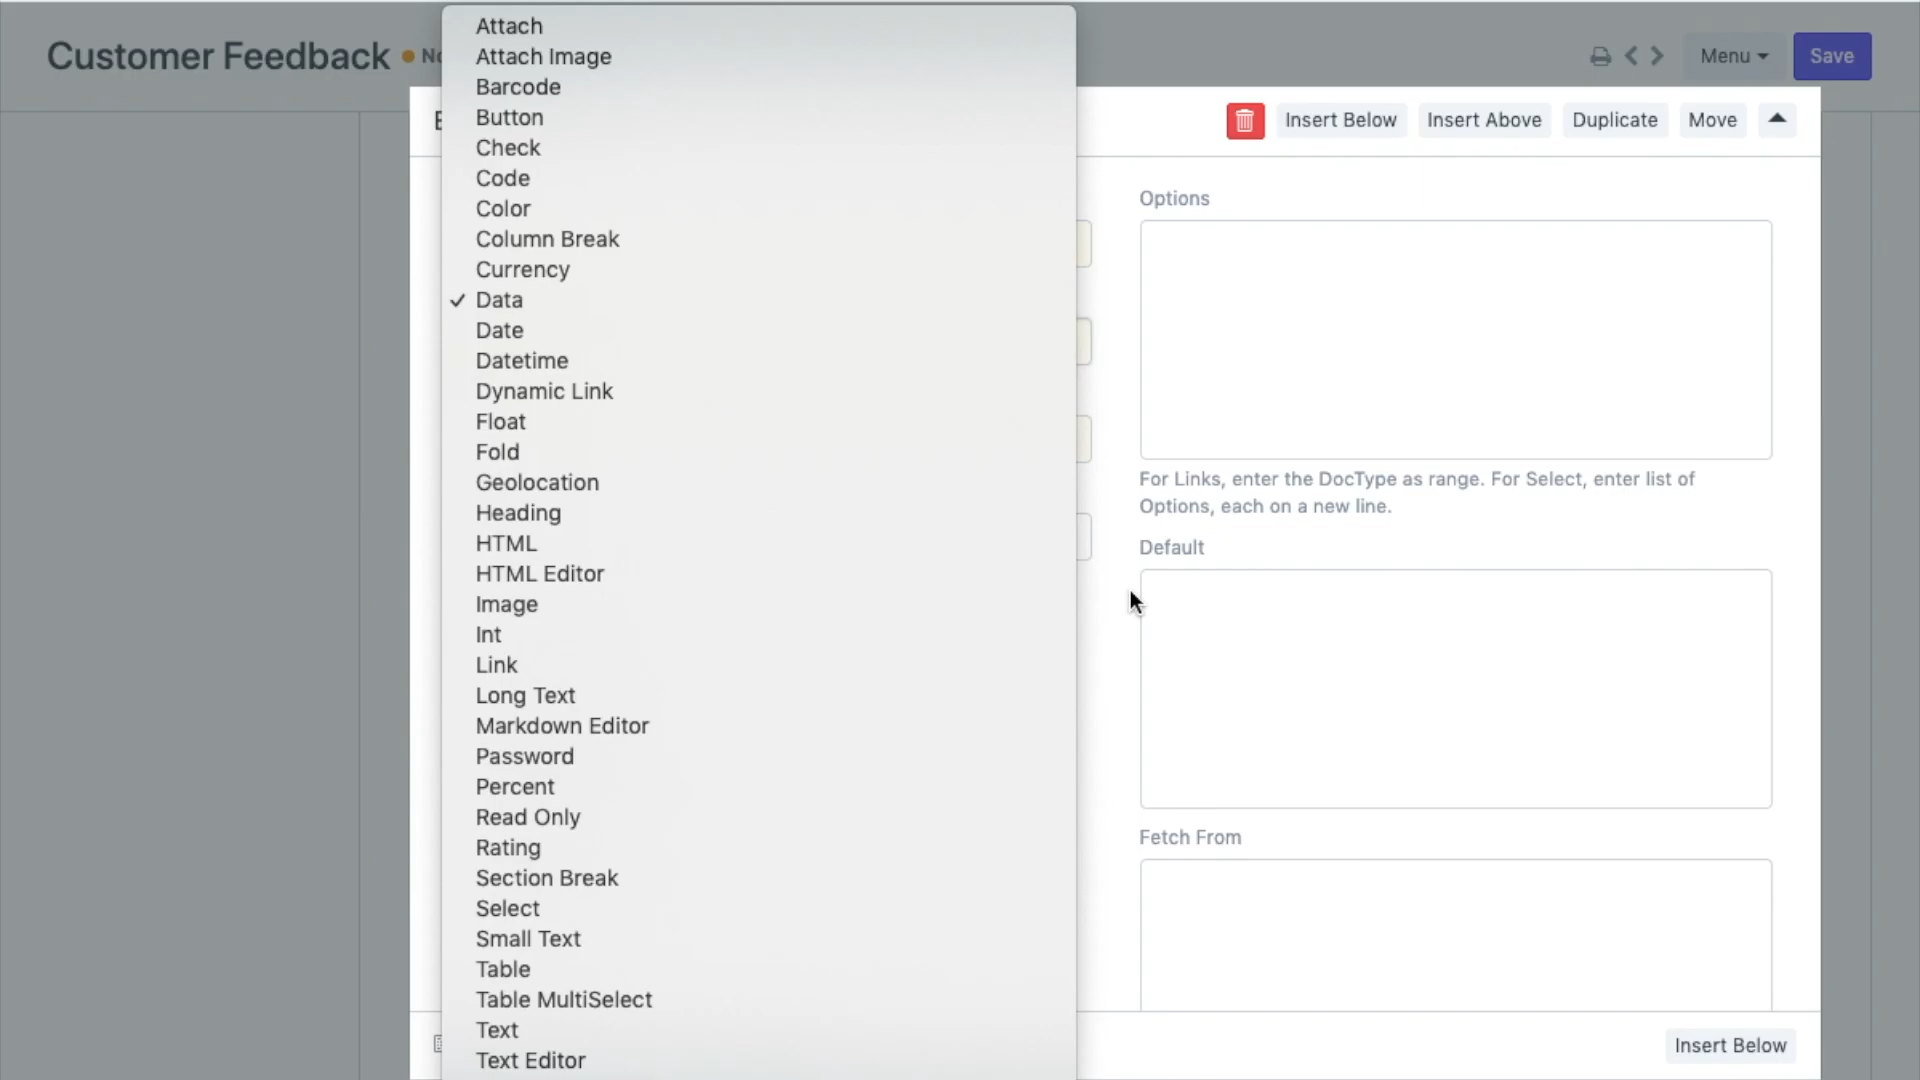 Customer Feedback
Menu
Save
Insert Below
Insert Above
Duplicate
Move
Attach
Attach Image
Barcode
Button
Check
Code
Color
Column Break
Currency
Data
Date
Datetime
Dynamic Link
Float
Fold
Geolocation
Heading
HTML
HTML Editor
Image
Int
Link
Long Text
Markdown Editor
Password
Percent
Read Only
Rating
Section Break
Select
Small Text
Table
Table MultiSelect
Text
Text Editor
Options
For Links, enter the DocType as range. For Select, enter list of
Options, each on a new line.
Default
Fetch From
Insert Below